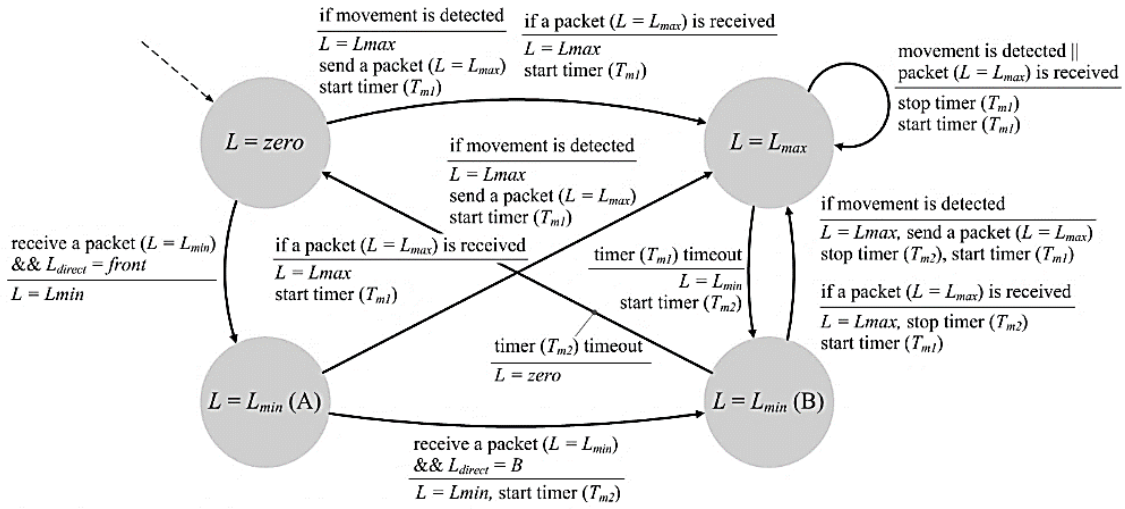 if movement is detected
L = Lmax
send a packet (L = Lmax)
start timer (Tm1)
if a packet (L = Lmax) is received
L = Lmax
start timer (Tm1)
movement is detected ||
packet (L = Lmax) is received
stop timer (Tm1)
start timer (Tm1)
L = zero
L = Lmax
if movement is detected
L = Lmax
send a packet (L = Lmax)
start timer (Tm1)
receive a packet (L = Lmin)
&& Ldirect = front
L = Lmin
if a packet (L = Lmax) is received
L = Lmax
start timer (Tm1)
timer (Tm1) timeout
L = Lmin
start timer (Tm2)
if movement is detected
L = Lmax, send a packet (L = Lmax)
stop timer (Tm2), start timer (Tm1)
if a packet (L = Lmax) is received
L = Lmax, stop timer (Tm2)
start timer (Tm1)
timer (Tm2) timeout
L = zero
L = Lmin (A)
L = Lmin (B)
receive a packet (L = Lmin)
&& Ldirect = B
L = Lmin, start timer (Tm2)